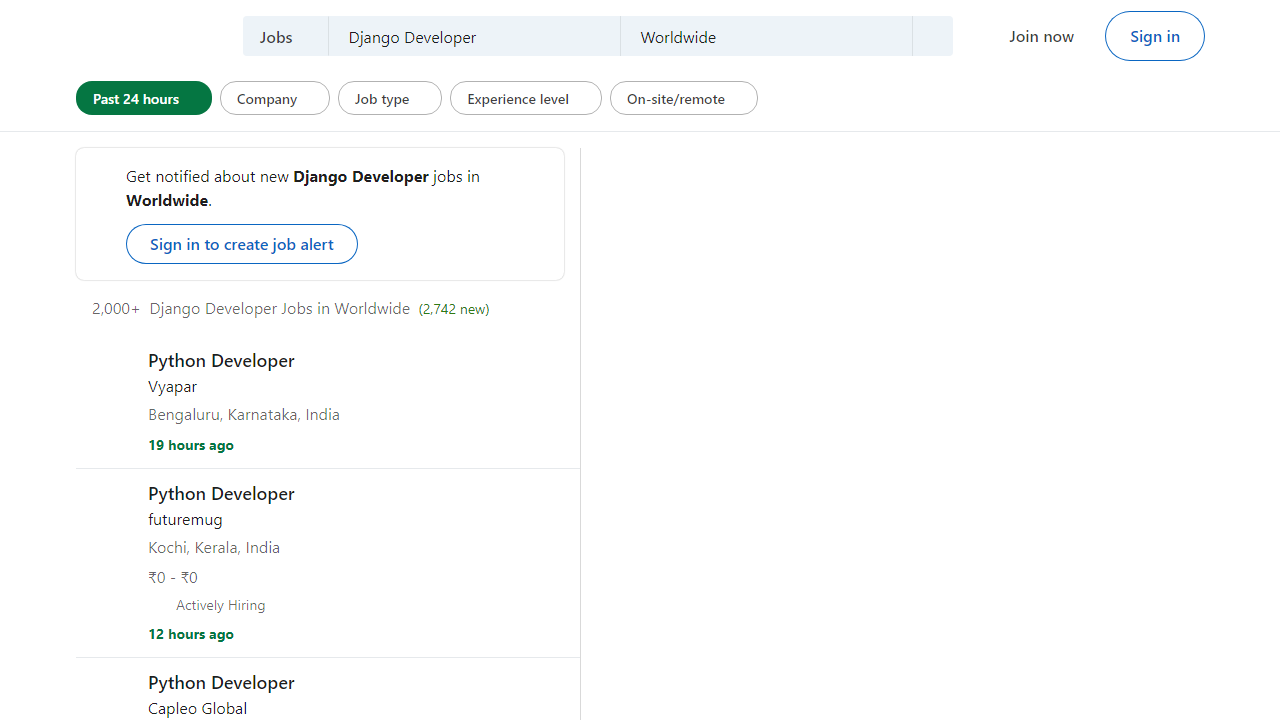 Jobs
Django Developer
Worldwide
Join now
Sign in
Past 24 hours
Company
Job type
Experience level
On-site/remote
Get notified about new Django Developer jobs in
Worldwide.
Sign in to create job alert
2,000+ Django Developer Jobs in Worldwide (2,742 new)
Python Developer
Vyapar
Bengaluru, Karnataka, India
19 hours ago
Python Developer
futuremug
Kochi, Kerala, India
₹0 - ₹0
Actively Hiring
12 hours ago
Python Developer
Capleo Global